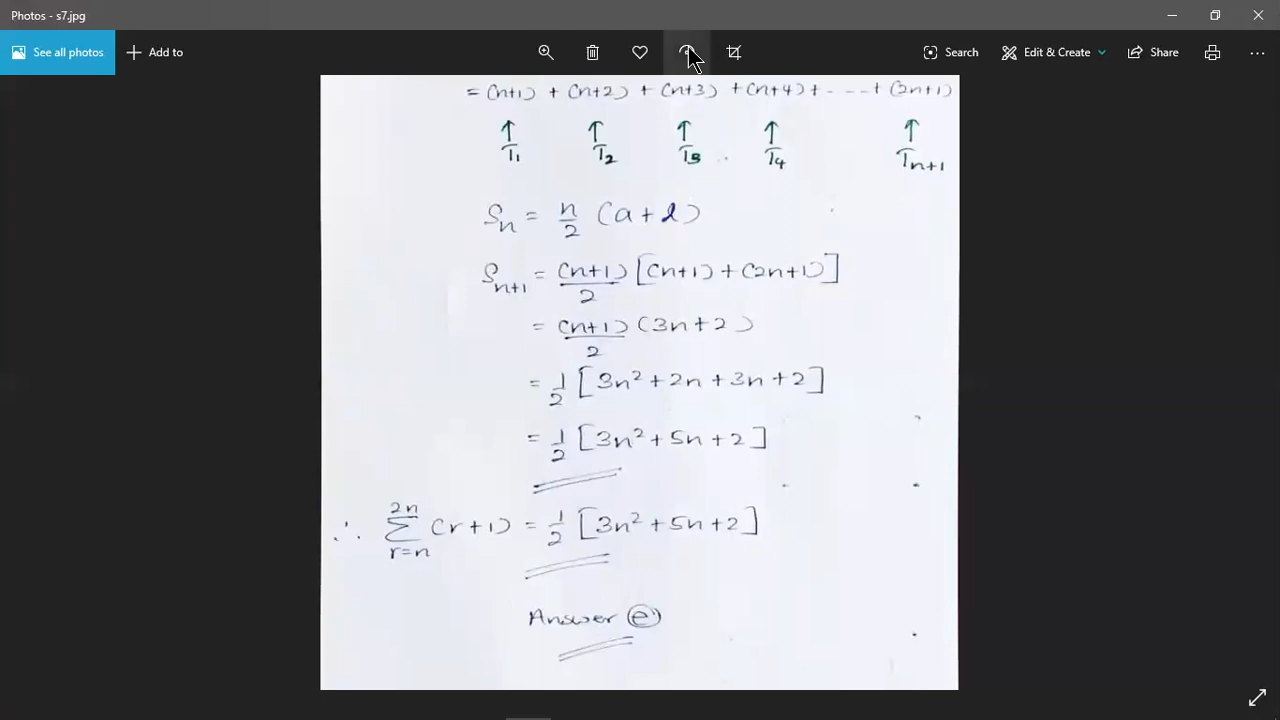 Photos - s7.jpg
See all photos
Add to
Search
Edit & Create
Share
= (n+1) + (n+2) + (n+3) + (n+4) + - --+ (2n+1)
↑ ↑ ↑ ↑ ↑
T₁ T₂ T₃ T₄ Tₙ₊₁
Sₙ = n/2 (a + l)
Sₙ₊₁ = (n+1)/2 [(n+1) + (2n+1)]
= (n+1)/2 (3n + 2)
= 1/2 [3n² + 2n + 3n + 2]
= 1/2 [3n² + 5n + 2]
∴ ∑_{r=n}^{2n} (r+1) = 1/2 [3n² + 5n + 2]
Answer ⓔ